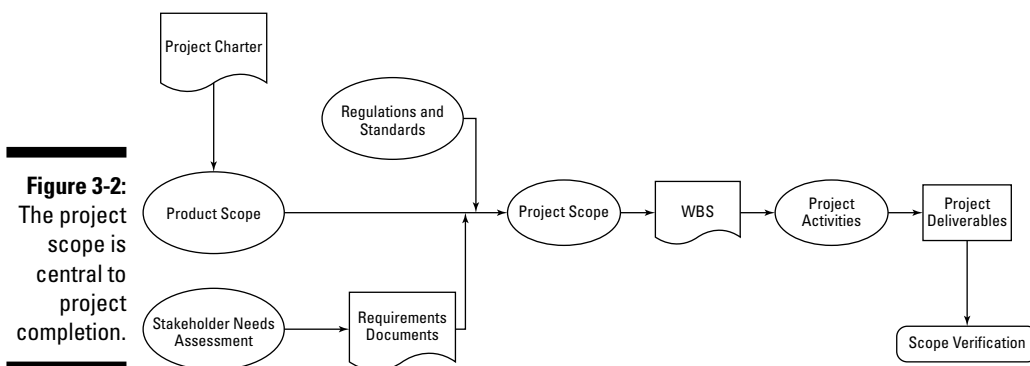 Project Charter
Regulations and
Standards
Figure 3-2:
The project
scope is
central to
project
completion.
Product Scope
Project Scope
WBS
Project
Activities
Project
Deliverables
Stakeholder Needs
Assessment
Requirements
Documents
Scope Verification